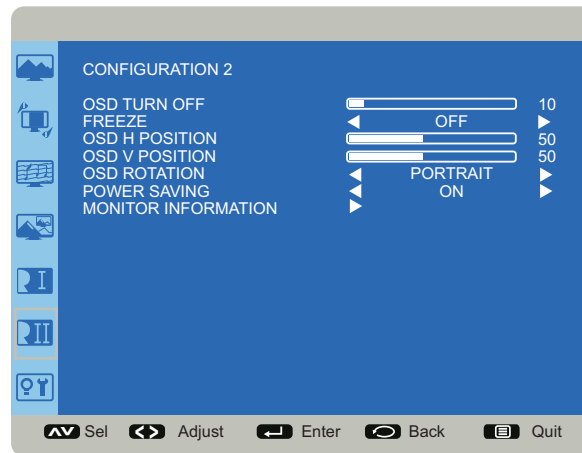 CONFIGURATION 2
OSD TURN OFF 10
FREEZE OFF
OSD H POSITION 50
OSD V POSITION 50
OSD ROTATION PORTRAIT
POWER SAVING ON
MONITOR INFORMATION
I
II
Sel Adjust Enter Back Quit